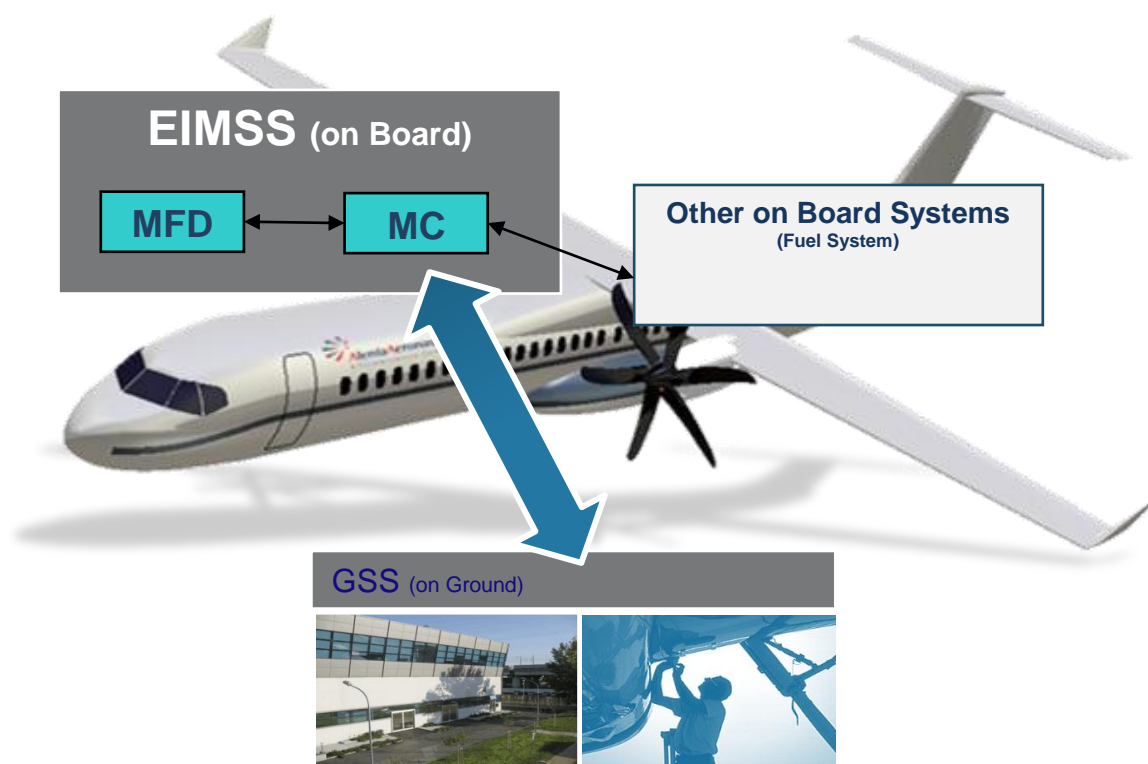 EIMSS (on Board)
MFD
MC
Other on Board Systems
(Fuel System)
GSS (on Ground)